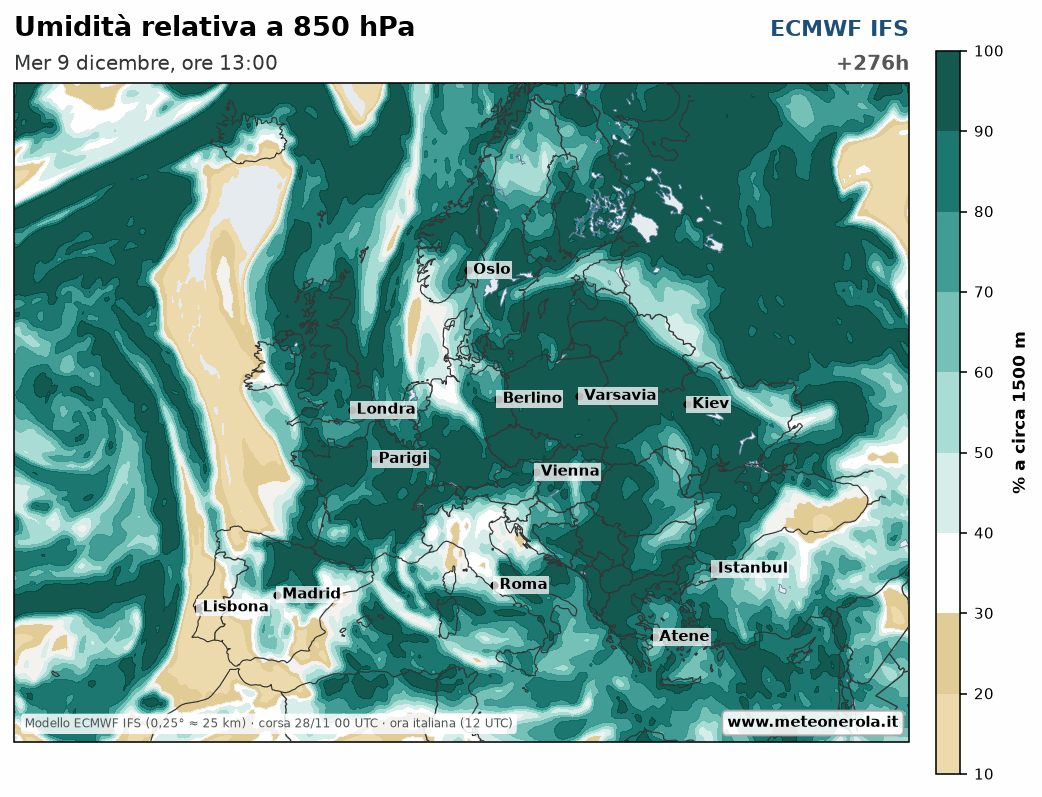 Umidità relativa a 850 hPa
ECMWF IFS
Mer 9 dicembre, ore 13:00
+276h
100
90
80
70
60
50
40
30
20
10
% a circa 1500 m
Oslo
Londra
Berlino
Varsavia
Kiev
Parigi
Vienna
Istanbul
Roma
Madrid
Lisbona
Atene
Modello ECMWF IFS (0,25° ≈ 25 km) · corsa 28/11 00 UTC · ora italiana (12 UTC)
www.meteonerola.it